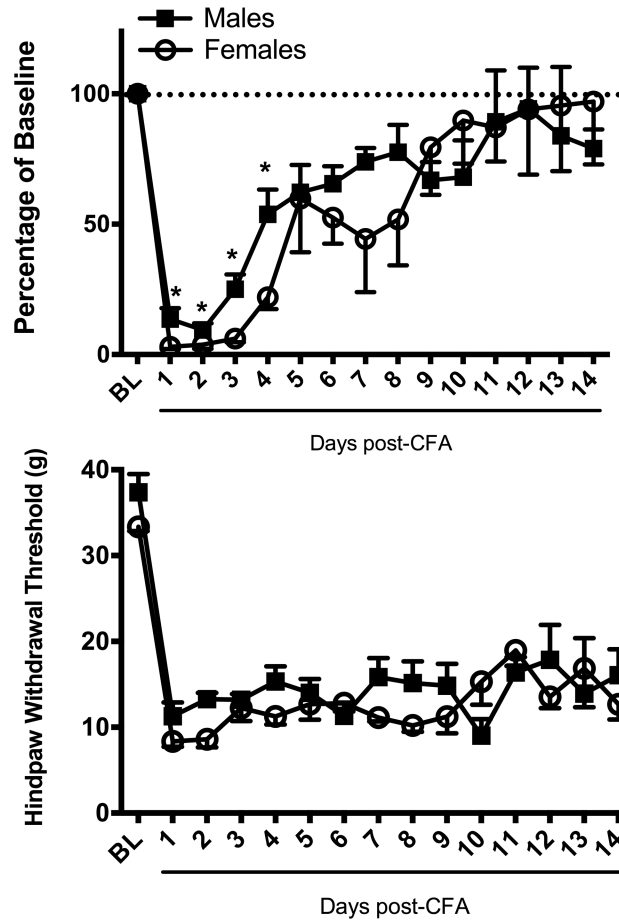 Males
Females
Percentage of Baseline
100
50
0
* * * *
BL 1 2 3 4 5 6 7 8 9 10 11 12 13 14
Days post-CFA
Hindpaw Withdrawal Threshold (g)
40
30
20
10
0
BL 1 2 3 4 5 6 7 8 9 10 11 12 13 14
Days post-CFA